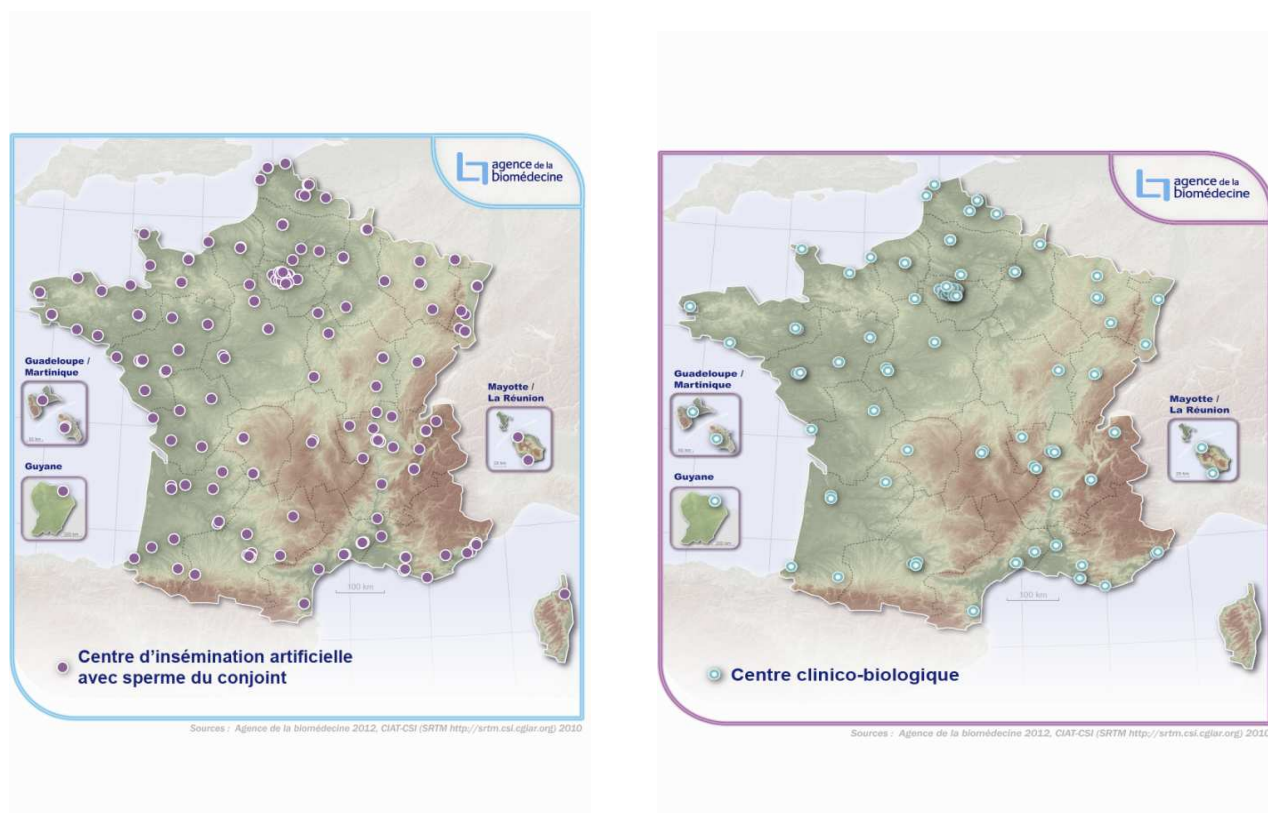 agence de la
biomédecine
Guadeloupe /
Martinique
Guyane
Mayotte /
La Réunion
100 km
Centre d'insémination artificielle
avec sperme du conjoint
Sources : Agence de la biomédecine 2012, CIAT-CSI (SRTM http://srtm.csi.cgiar.org) 2010
agence de la
biomédecine
Guadeloupe /
Martinique
Guyane
Mayotte /
La Réunion
100 km
Centre clinico-biologique
Sources : Agence de la biomédecine 2012, CIAT-CSI (SRTM http://srtm.csi.cgiar.org) 2010